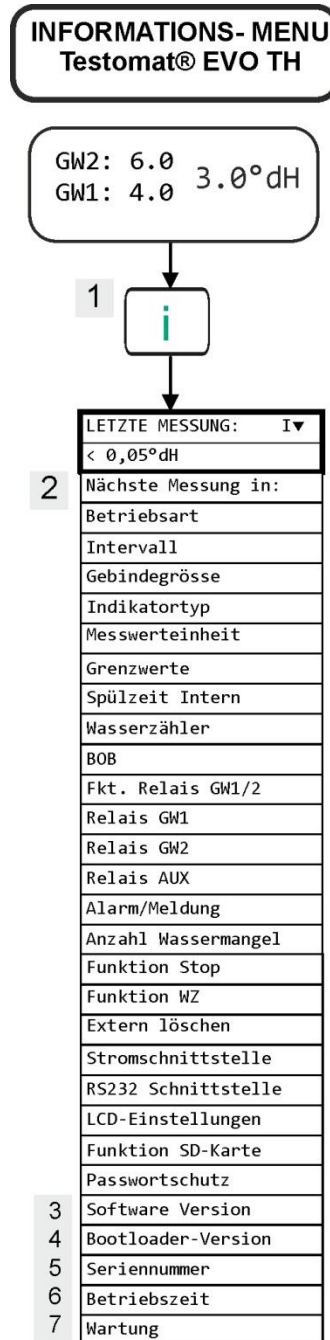 INFORMATIONS- MENU
Testomat® EVO TH
GW2: 6.0
GW1: 4.0
3.0°dH
1
i
LETZTE MESSUNG: I▼
< 0,05°dH
2 Nächste Messung in:
Betriebsart
Intervall
Gebindegrösse
Indikatortyp
Messwerteinheit
Grenzwerte
Spülzeit Intern
Wasserzähler
BOB
Fkt. Relais GW1/2
Relais GW1
Relais GW2
Relais AUX
Alarm/Meldung
Anzahl Wassermangel
Funktion Stop
Funktion WZ
Extern löschen
Stromschnittstelle
RS232 Schnittstelle
LCD-Einstellungen
Funktion SD-Karte
Passwortschutz
3 Software Version
4 Bootloader-Version
5 Seriennummer
6 Betriebszeit
7 Wartung